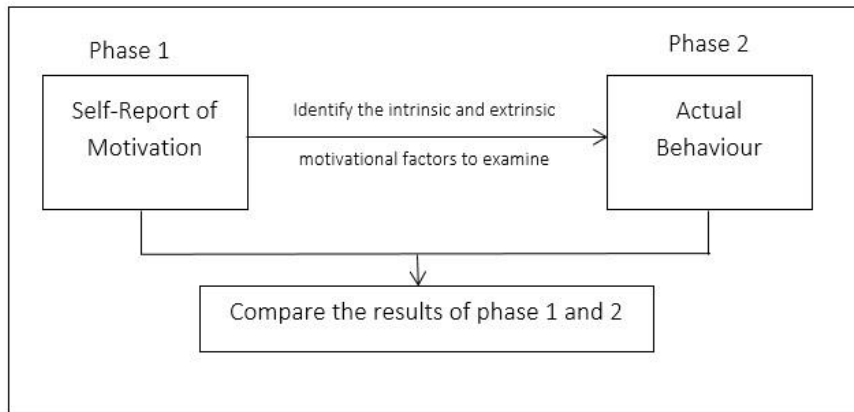 Phase 1
Phase 2
Self-Report of
Motivation
Identify the intrinsic and extrinsic
motivational factors to examine
Actual
Behaviour
Compare the results of phase 1 and 2